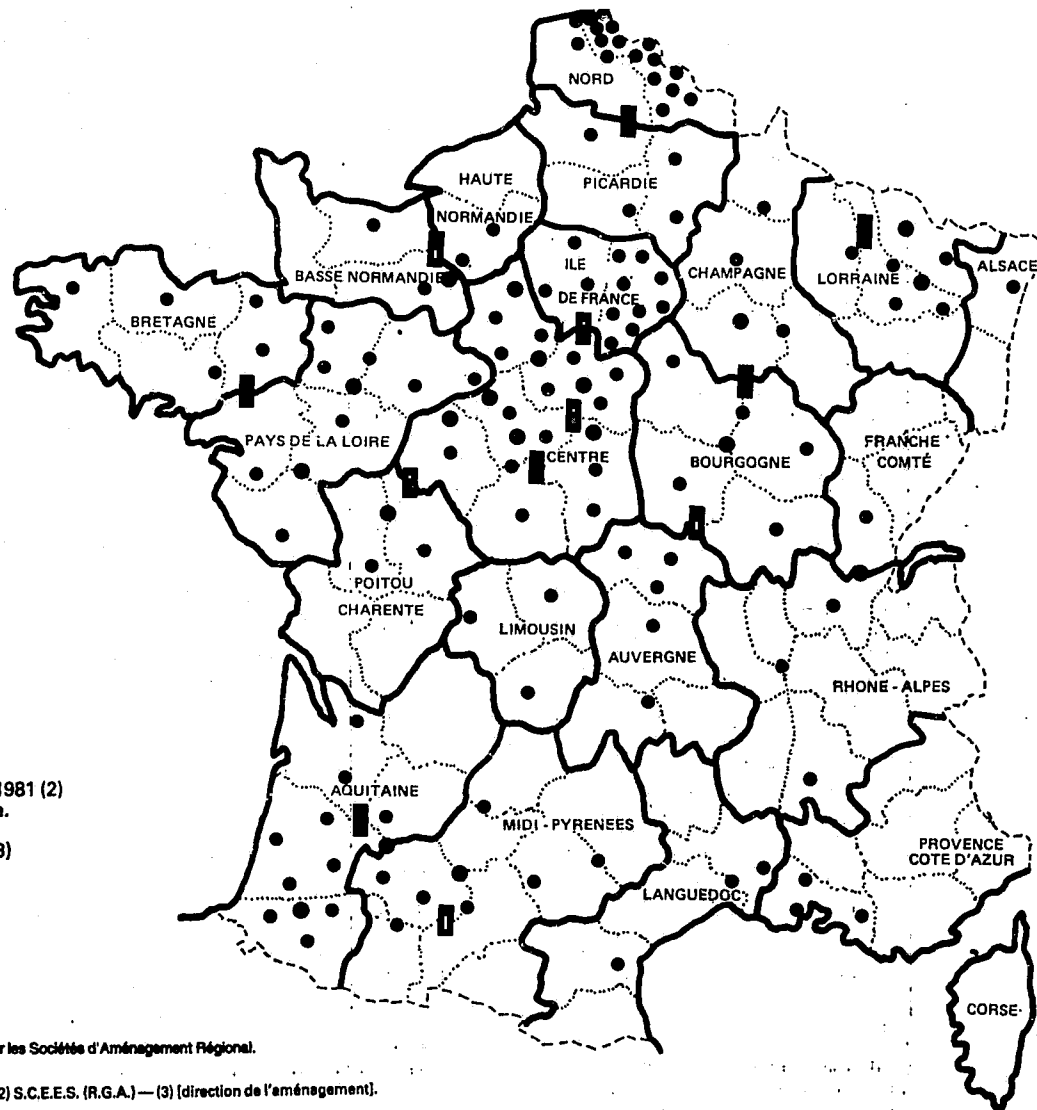 NORD
HAUTE
NORMANDIE
PICARDIE
BASSE NORMANDIE
ILE
DE FRANCE
CHAMPAGNE
LORRAINE
ALSACE
BRETAGNE
PAYS DE LA LOIRE
CENTRE
BOURGOGNE
FRANCHE
COMTÉ
POITOU
CHARENTE
LIMOUSIN
AUVERGNE
RHONE - ALPES
1981 (2)
AQUITAINE
MIDI - PYRENEES
PROVENCE
COTE D'AZUR
LANGUEDOC
CORSE
les Sociétés d'Aménagement Régional.
2) S.C.E.E.S. (R.G.A.) — (3) [direction de l'aménagement].